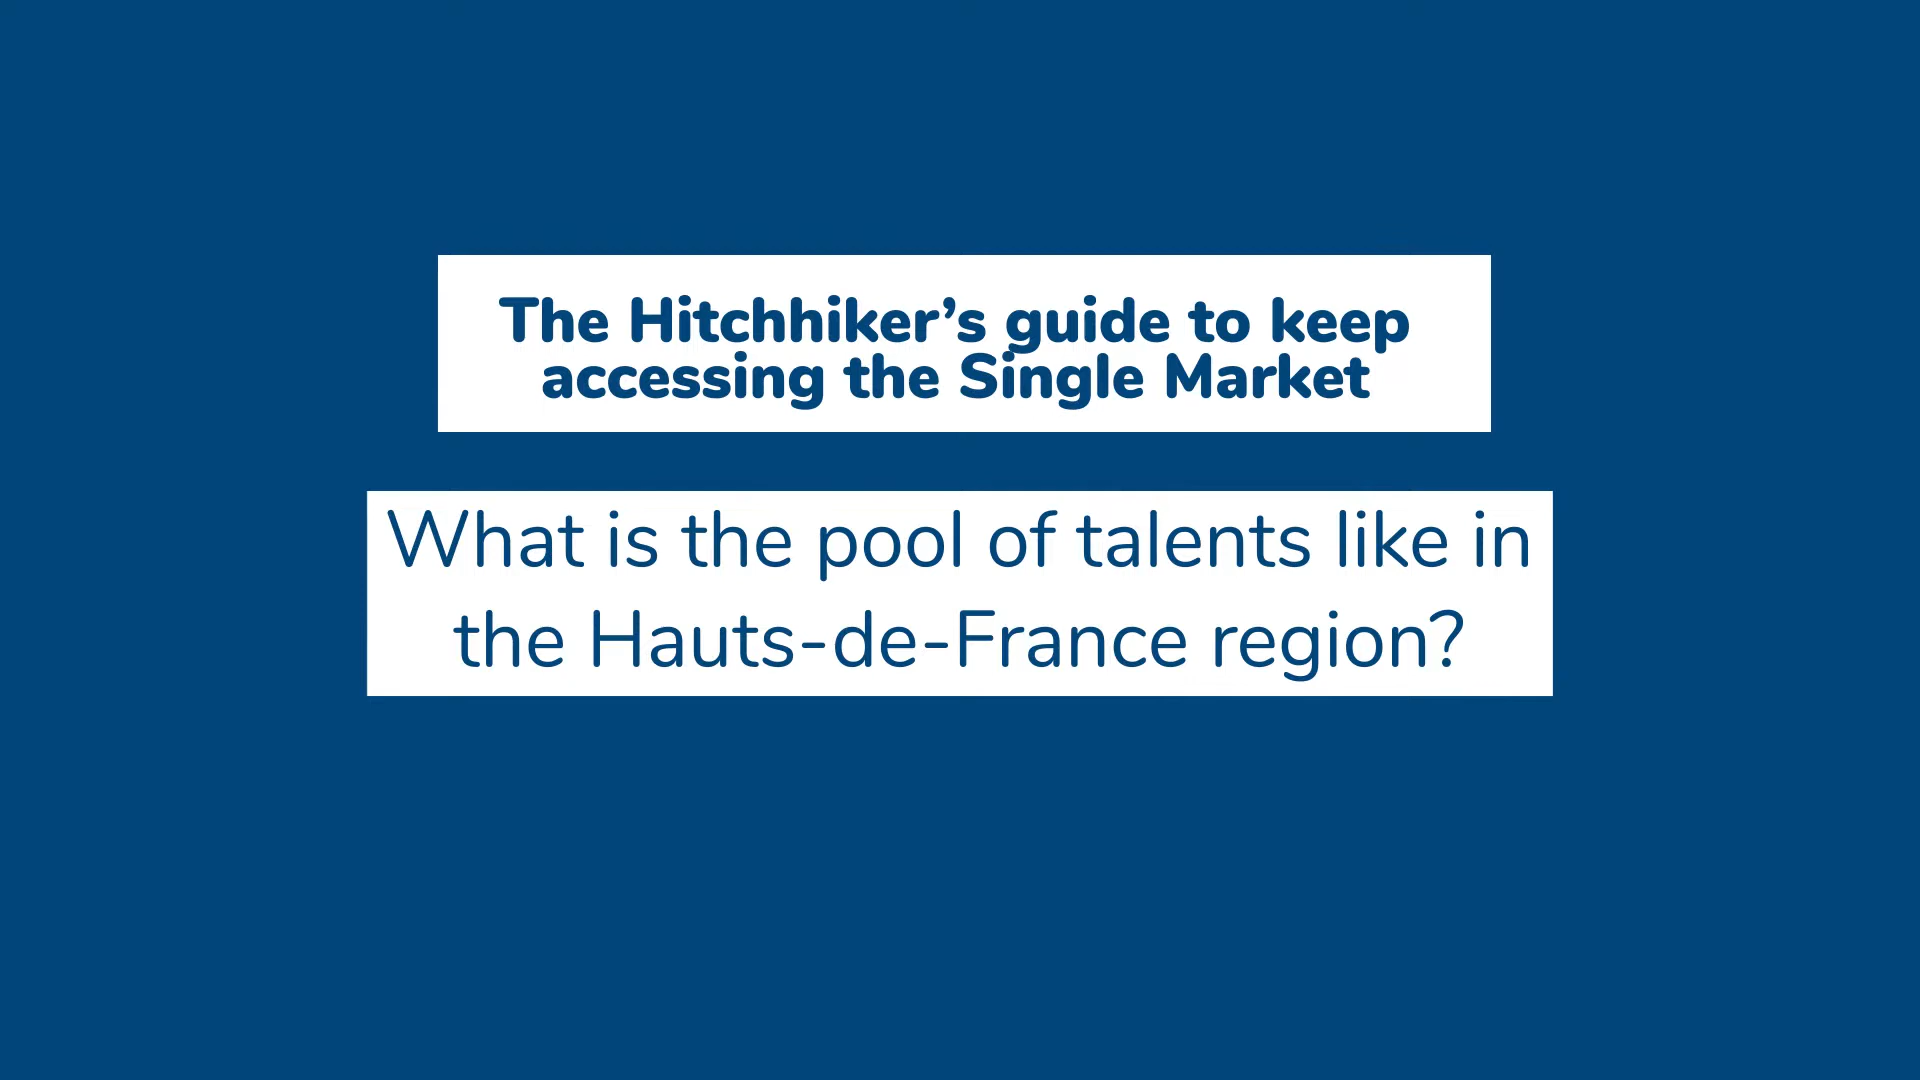 The Hitchhiker’s guide to keep
accessing the Single Market
What is the pool of talents like in
the Hauts-de-France region?